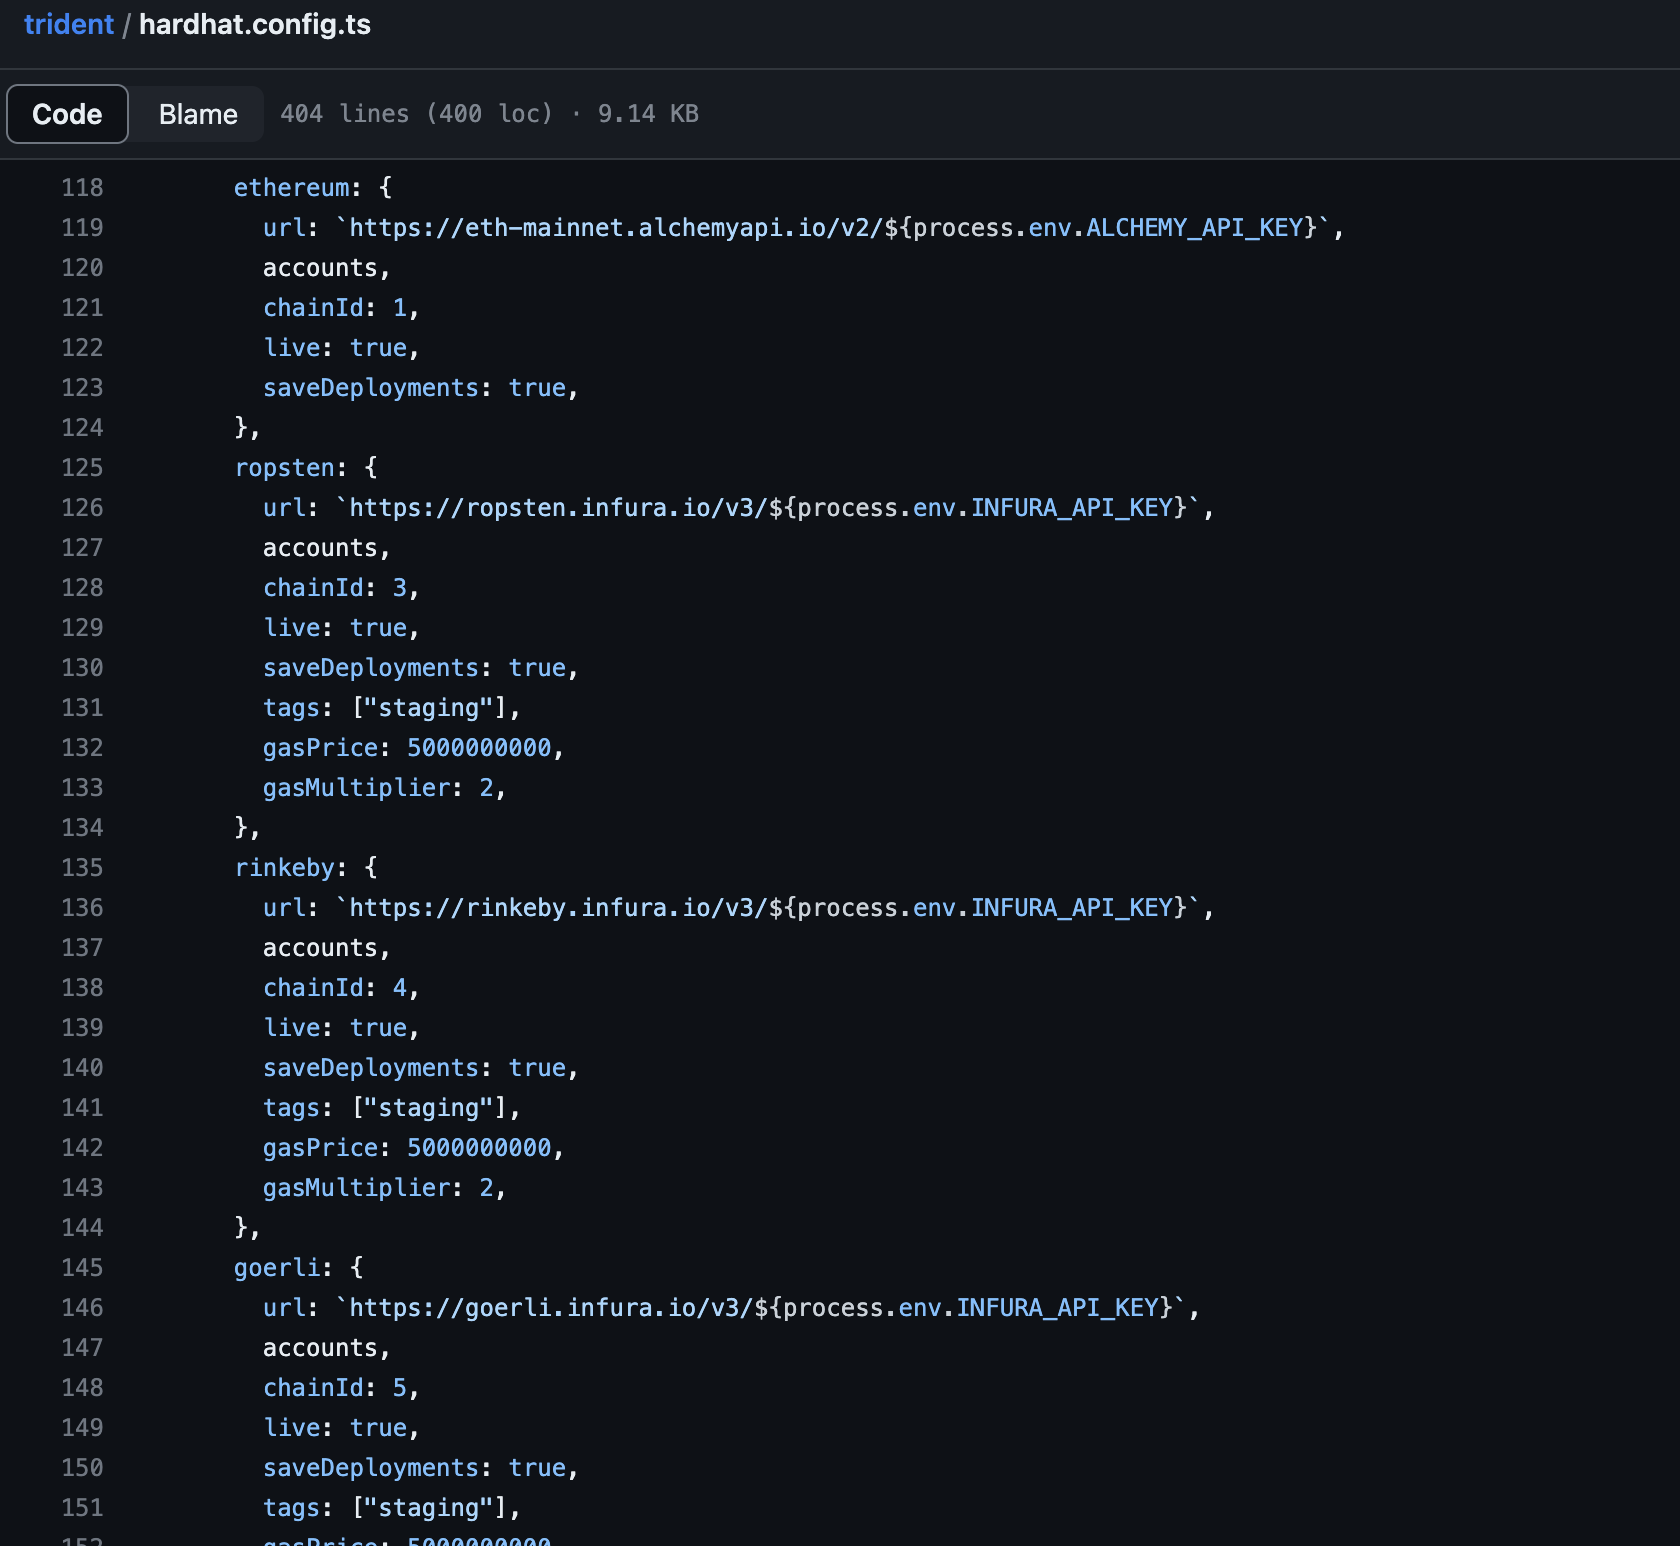 trident / hardhat.config.ts
Code Blame 404 lines (400 loc) · 9.14 KB
118 ethereum: {
119 url: `https://eth-mainnet.alchemyapi.io/v2/${process.env.ALCHEMY_API_KEY}`,
120 accounts,
121 chainId: 1,
122 live: true,
123 saveDeployments: true,
124 },
125 ropsten: {
126 url: `https://ropsten.infura.io/v3/${process.env.INFURA_API_KEY}`,
127 accounts,
128 chainId: 3,
129 live: true,
130 saveDeployments: true,
131 tags: ["staging"],
132 gasPrice: 5000000000,
133 gasMultiplier: 2,
134 },
135 rinkeby: {
136 url: `https://rinkeby.infura.io/v3/${process.env.INFURA_API_KEY}`,
137 accounts,
138 chainId: 4,
139 live: true,
140 saveDeployments: true,
141 tags: ["staging"],
142 gasPrice: 5000000000,
143 gasMultiplier: 2,
144 },
145 goerli: {
146 url: `https://goerli.infura.io/v3/${process.env.INFURA_API_KEY}`,
147 accounts,
148 chainId: 5,
149 live: true,
150 saveDeployments: true,
151 tags: ["staging"],
152 gasPrice: 5000000000